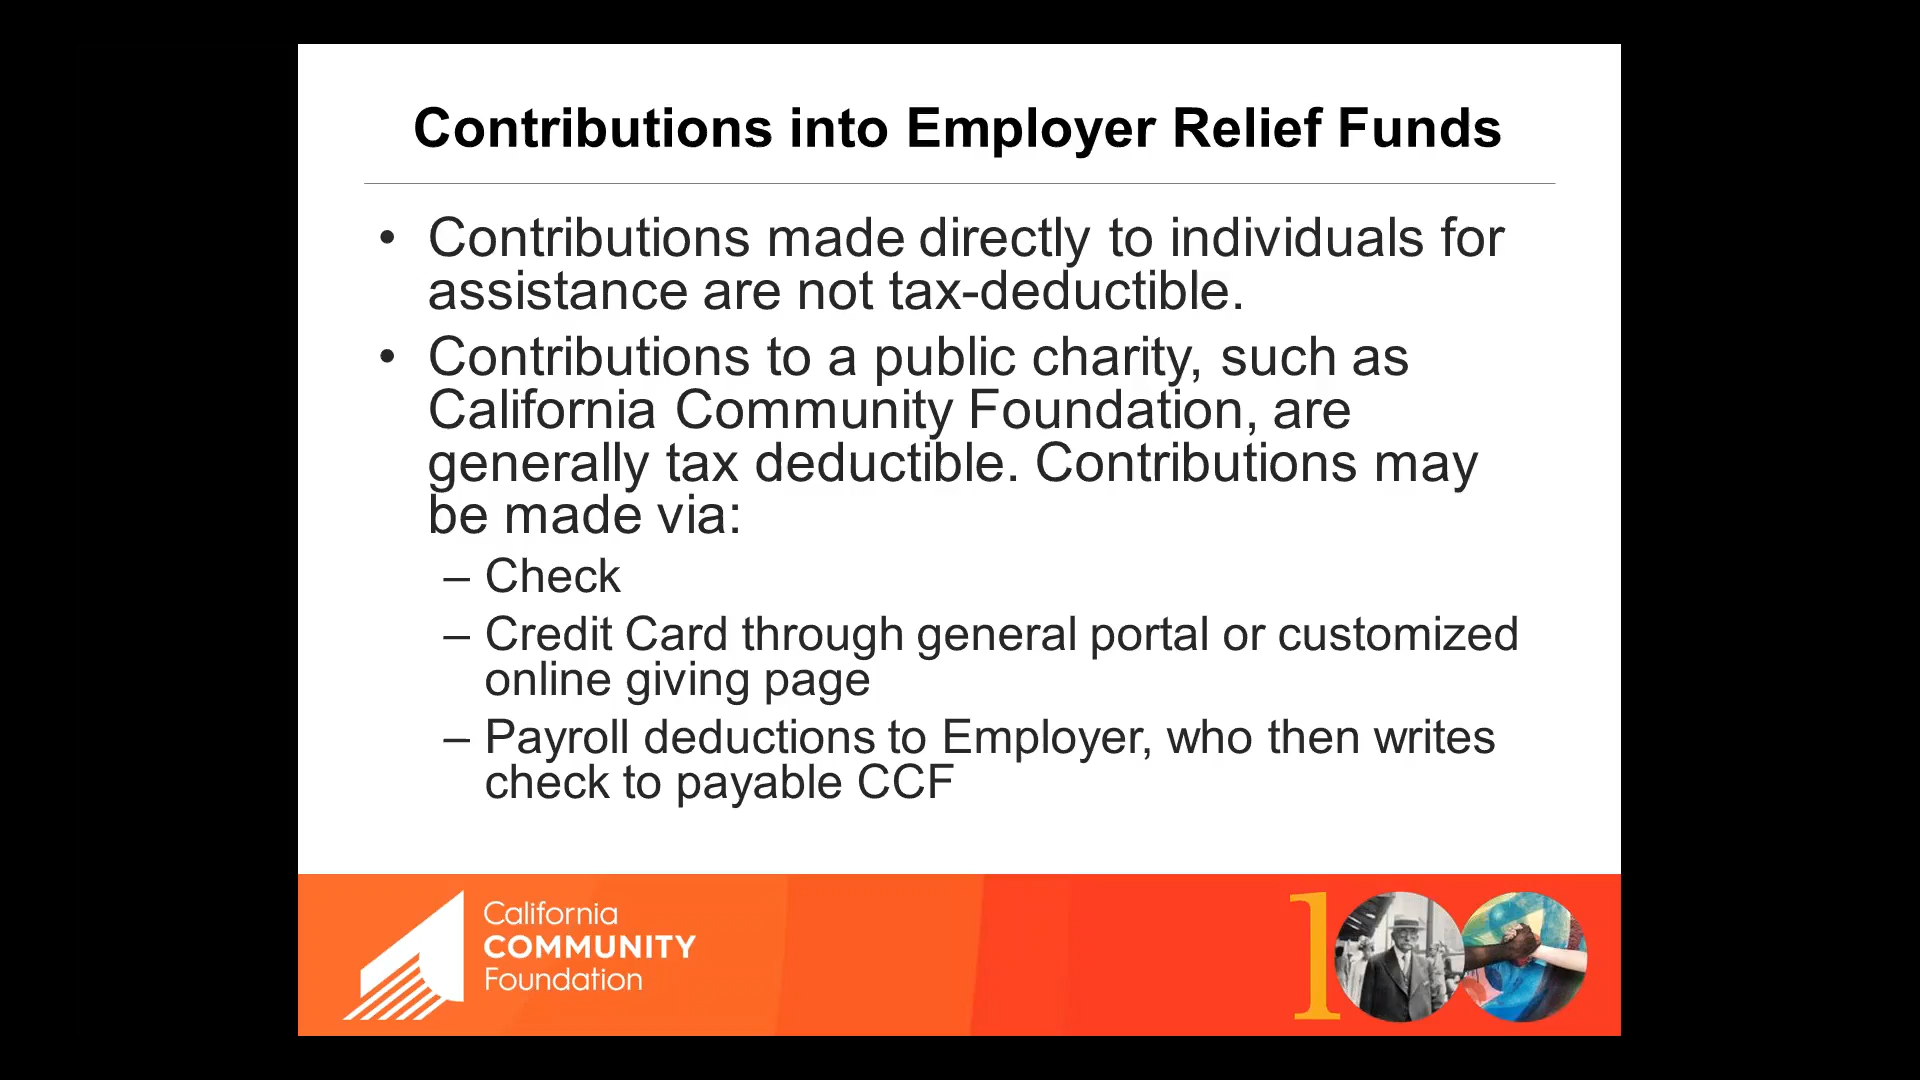 Contributions into Employer Relief Funds
• Contributions made directly to individuals for
assistance are not tax-deductible.
• Contributions to a public charity, such as
California Community Foundation, are
generally tax deductible. Contributions may
be made via:
– Check
– Credit Card through general portal or customized
online giving page
– Payroll deductions to Employer, who then writes
check to payable CCF
California
COMMUNITY
Foundation
100